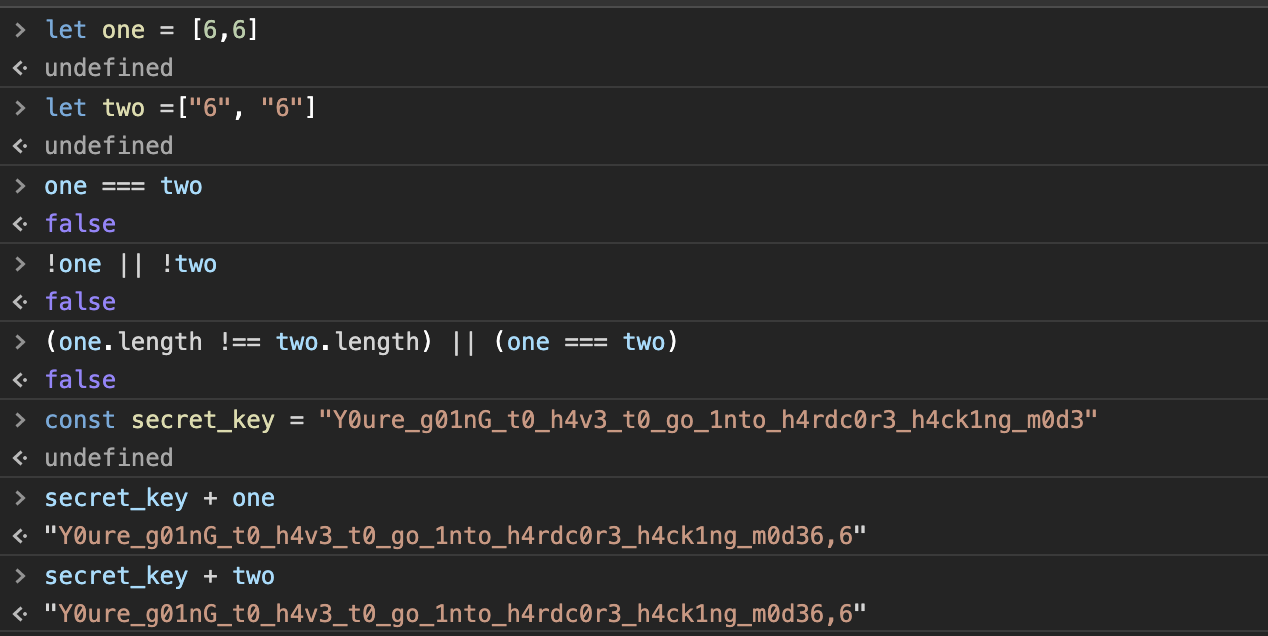 > let one = [6,6]
<· undefined
> let two =["6", "6"]
<· undefined
> one === two
<· false
> !one || !two
<· false
> (one.length !== two.length) || (one === two)
<· false
> const secret_key = "Y0ure_g01nG_t0_h4v3_t0_go_1nto_h4rdc0r3_h4ck1ng_m0d3"
<· undefined
> secret_key + one
<· "Y0ure_g01nG_t0_h4v3_t0_go_1nto_h4rdc0r3_h4ck1ng_m0d36,6"
> secret_key + two
<· "Y0ure_g01nG_t0_h4v3_t0_go_1nto_h4rdc0r3_h4ck1ng_m0d36,6"